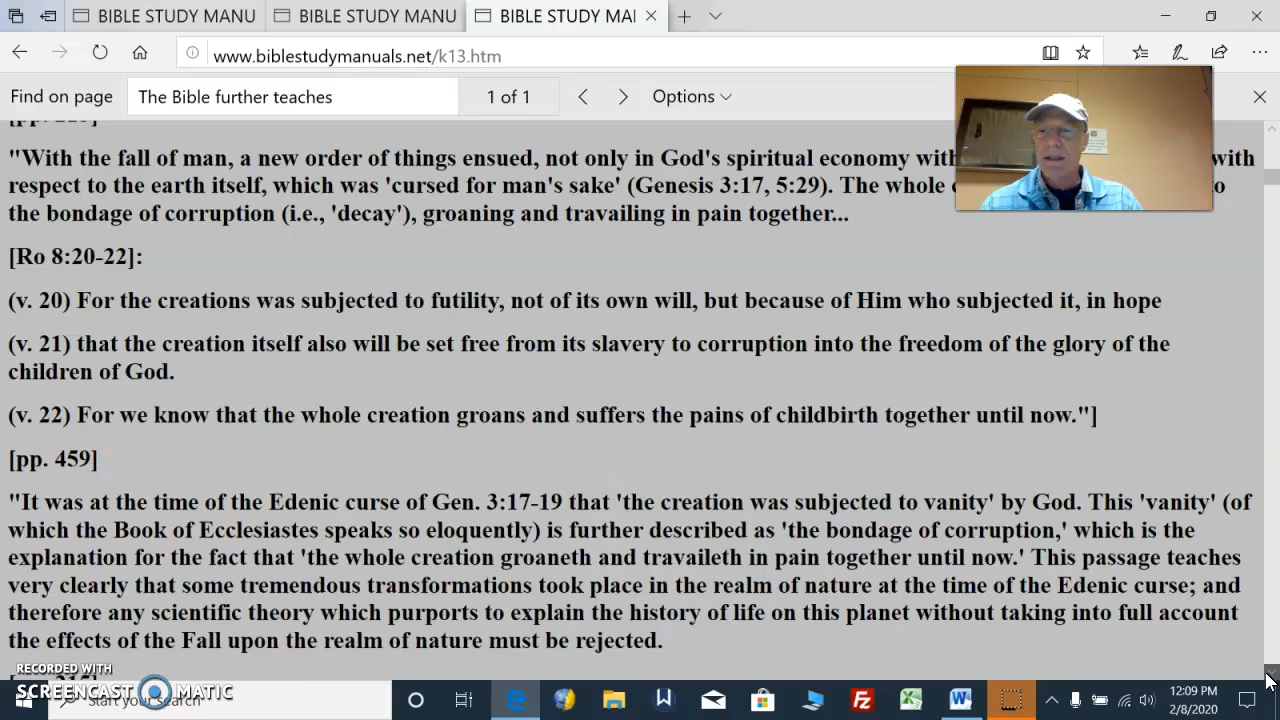 BIBLE STUDY MANU
BIBLE STUDY MANU
BIBLE STUDY MAI
www.biblestudymanuals.net/k13.htm
Find on page
The Bible further teaches
1 of 1
Options
"With the fall of man, a new order of things ensued, not only in God's spiritual economy with with
respect to the earth itself, which was 'cursed for man's sake' (Genesis 3:17, 5:29). The whole to
the bondage of corruption (i.e., 'decay'), groaning and travailing in pain together...
[Ro 8:20-22]:
(v. 20) For the creations was subjected to futility, not of its own will, but because of Him who subjected it, in hope
(v. 21) that the creation itself also will be set free from its slavery to corruption into the freedom of the glory of the
children of God.
(v. 22) For we know that the whole creation groans and suffers the pains of childbirth together until now."]
[pp. 459]
"It was at the time of the Edenic curse of Gen. 3:17-19 that 'the creation was subjected to vanity' by God. This 'vanity' (of
which the Book of Ecclesiastes speaks so eloquently) is further described as 'the bondage of corruption,' which is the
explanation for the fact that 'the whole creation groaneth and travaileth in pain together until now.' This passage teaches
very clearly that some tremendous transformations took place in the realm of nature at the time of the Edenic curse; and
therefore any scientific theory which purports to explain the history of life on this planet without taking into full account
the effects of the Fall upon the realm of nature must be rejected.
RECORDED WITH
SCREENCAST MATIC
Start your search
12:09 PM
2/8/2020